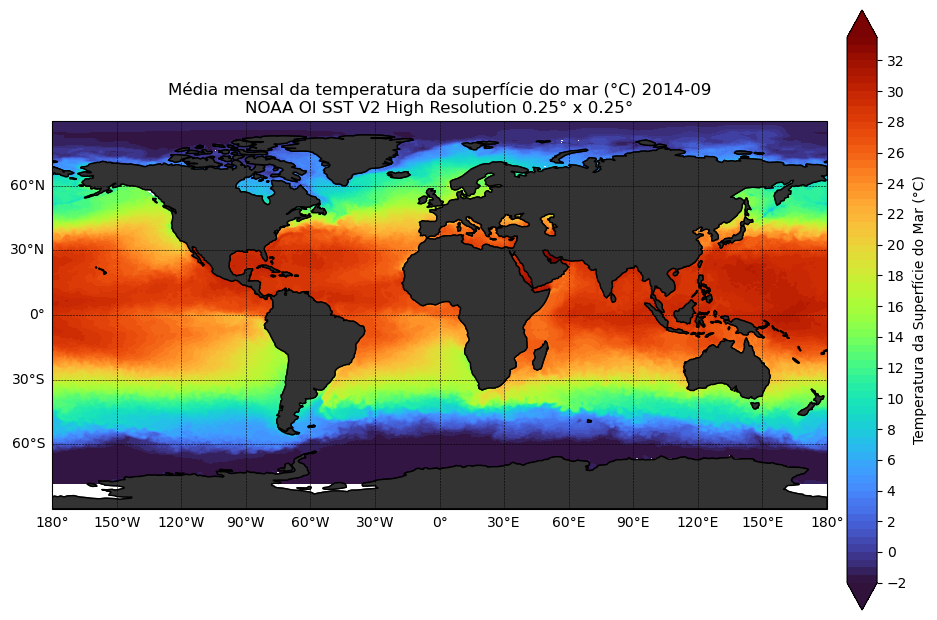 Média mensal da temperatura da superfície do mar (°C) 2014-09
NOAA OI SST V2 High Resolution 0.25° x 0.25°
60°N
30°N
0°
30°S
60°S
180° 150°W 120°W 90°W 60°W 30°W 0° 30°E 60°E 90°E 120°E 150°E 180°
32
30
28
26
24
22
20
18
16
14
12
10
8
6
4
2
0
−2
Temperatura da Superfície do Mar (°C)